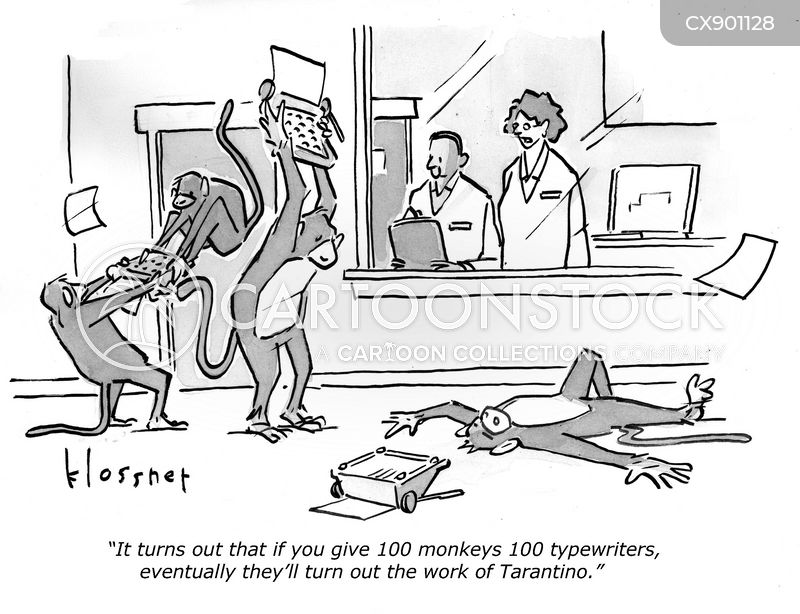 CX901128
CARTOONSTOCK
A CARTOON COLLECTIONS COMPANY
klossner
“It turns out that if you give 100 monkeys 100 typewriters,
eventually they’ll turn out the work of Tarantino.”